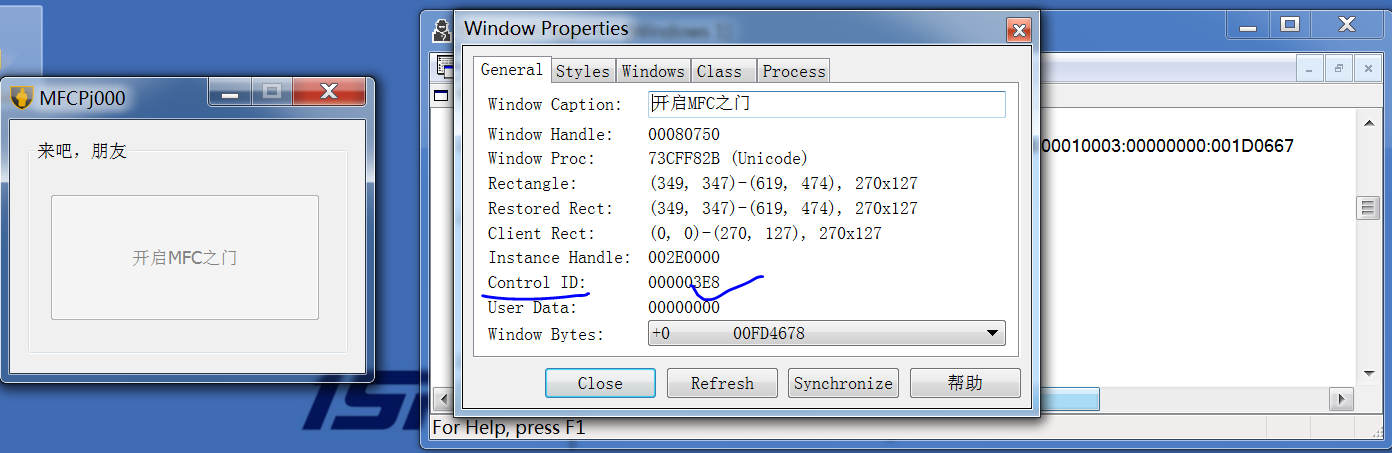 MFCPj000
来吧，朋友
开启MFC之门
Window Properties
General Styles Windows Class Process
Window Caption: 开启MFC之门
Window Handle: 00080750
Window Proc: 73CFF82B (Unicode)
Rectangle: (349, 347)-(619, 474), 270x127
Restored Rect: (349, 347)-(619, 474), 270x127
Client Rect: (0, 0)-(270, 127), 270x127
Instance Handle: 002E0000
Control ID: 000003E8
User Data: 00000000
Window Bytes: +0 00FD4678
Close Refresh Synchronize 帮助
00010003:00000000:001D0667
For Help, press F1